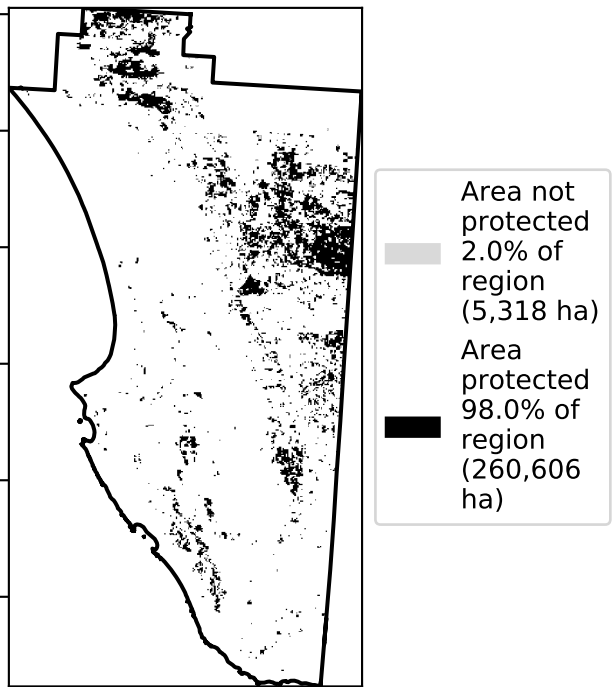 Area not
protected
2.0% of
region
(5,318 ha)
Area
protected
98.0% of
region
(260,606
ha)